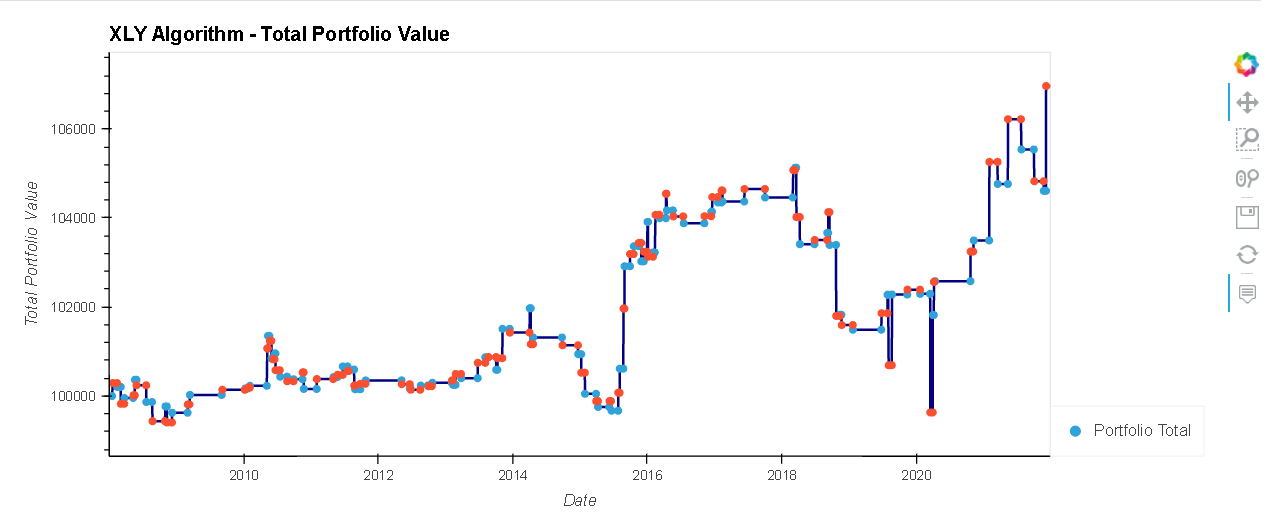 XLY Algorithm - Total Portfolio Value
106000
104000
102000
100000
Total Portfolio Value
2010
2012
2014
2016
2018
2020
Date
Portfolio Total